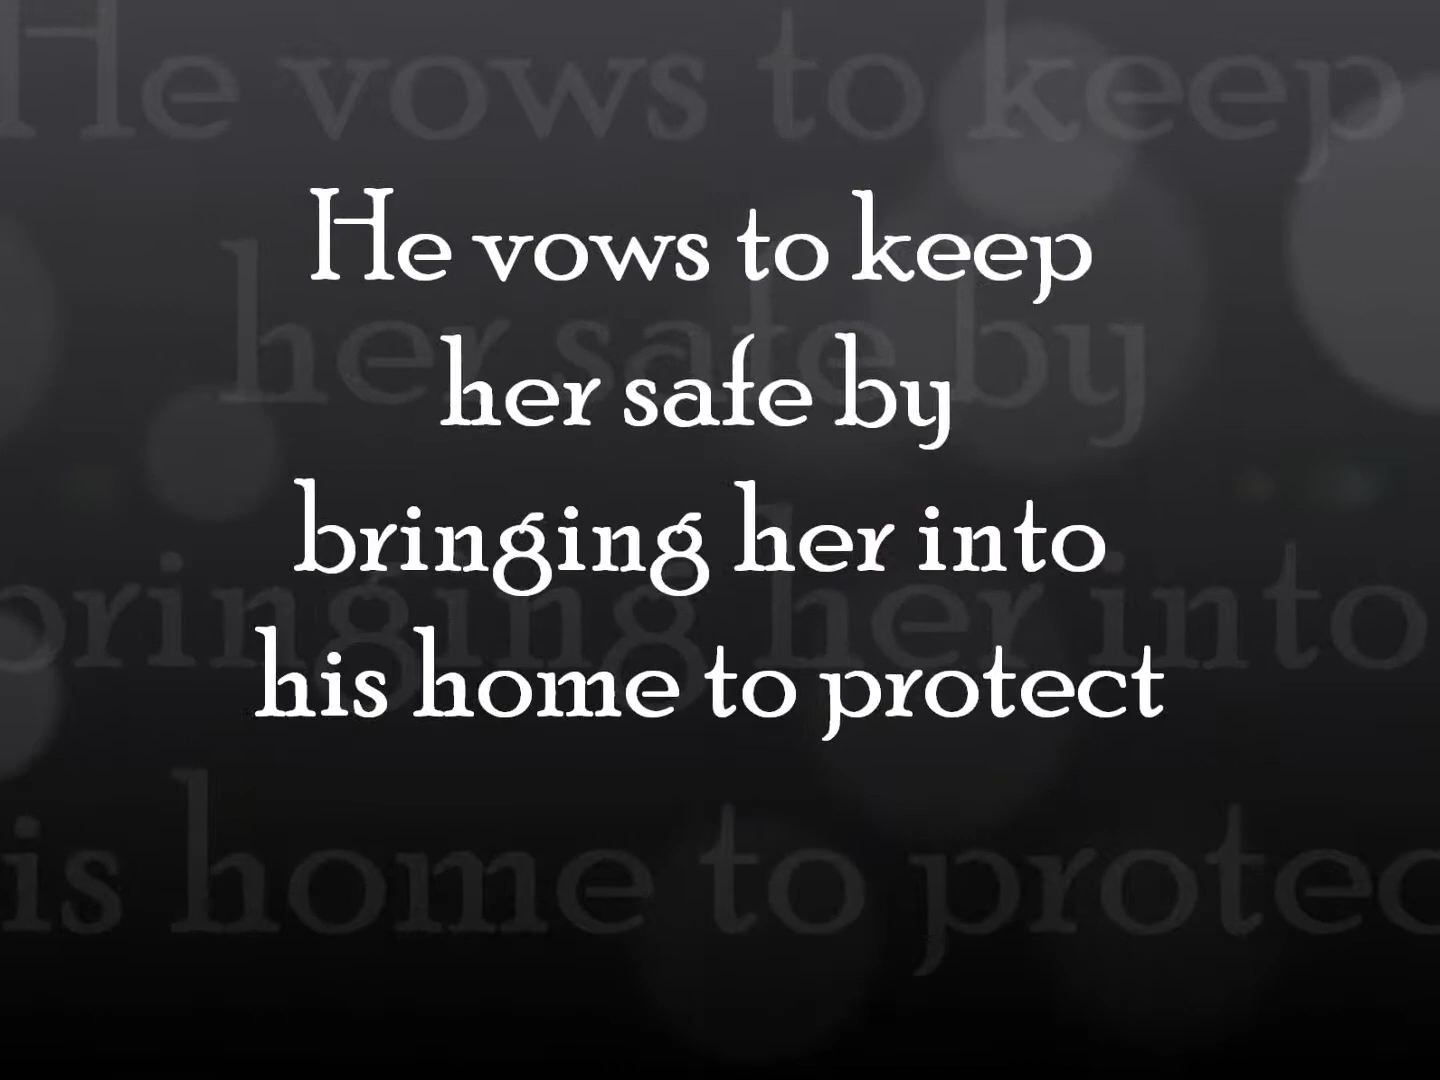 He vows to keep
her safe by
bringing her into
his home to protect